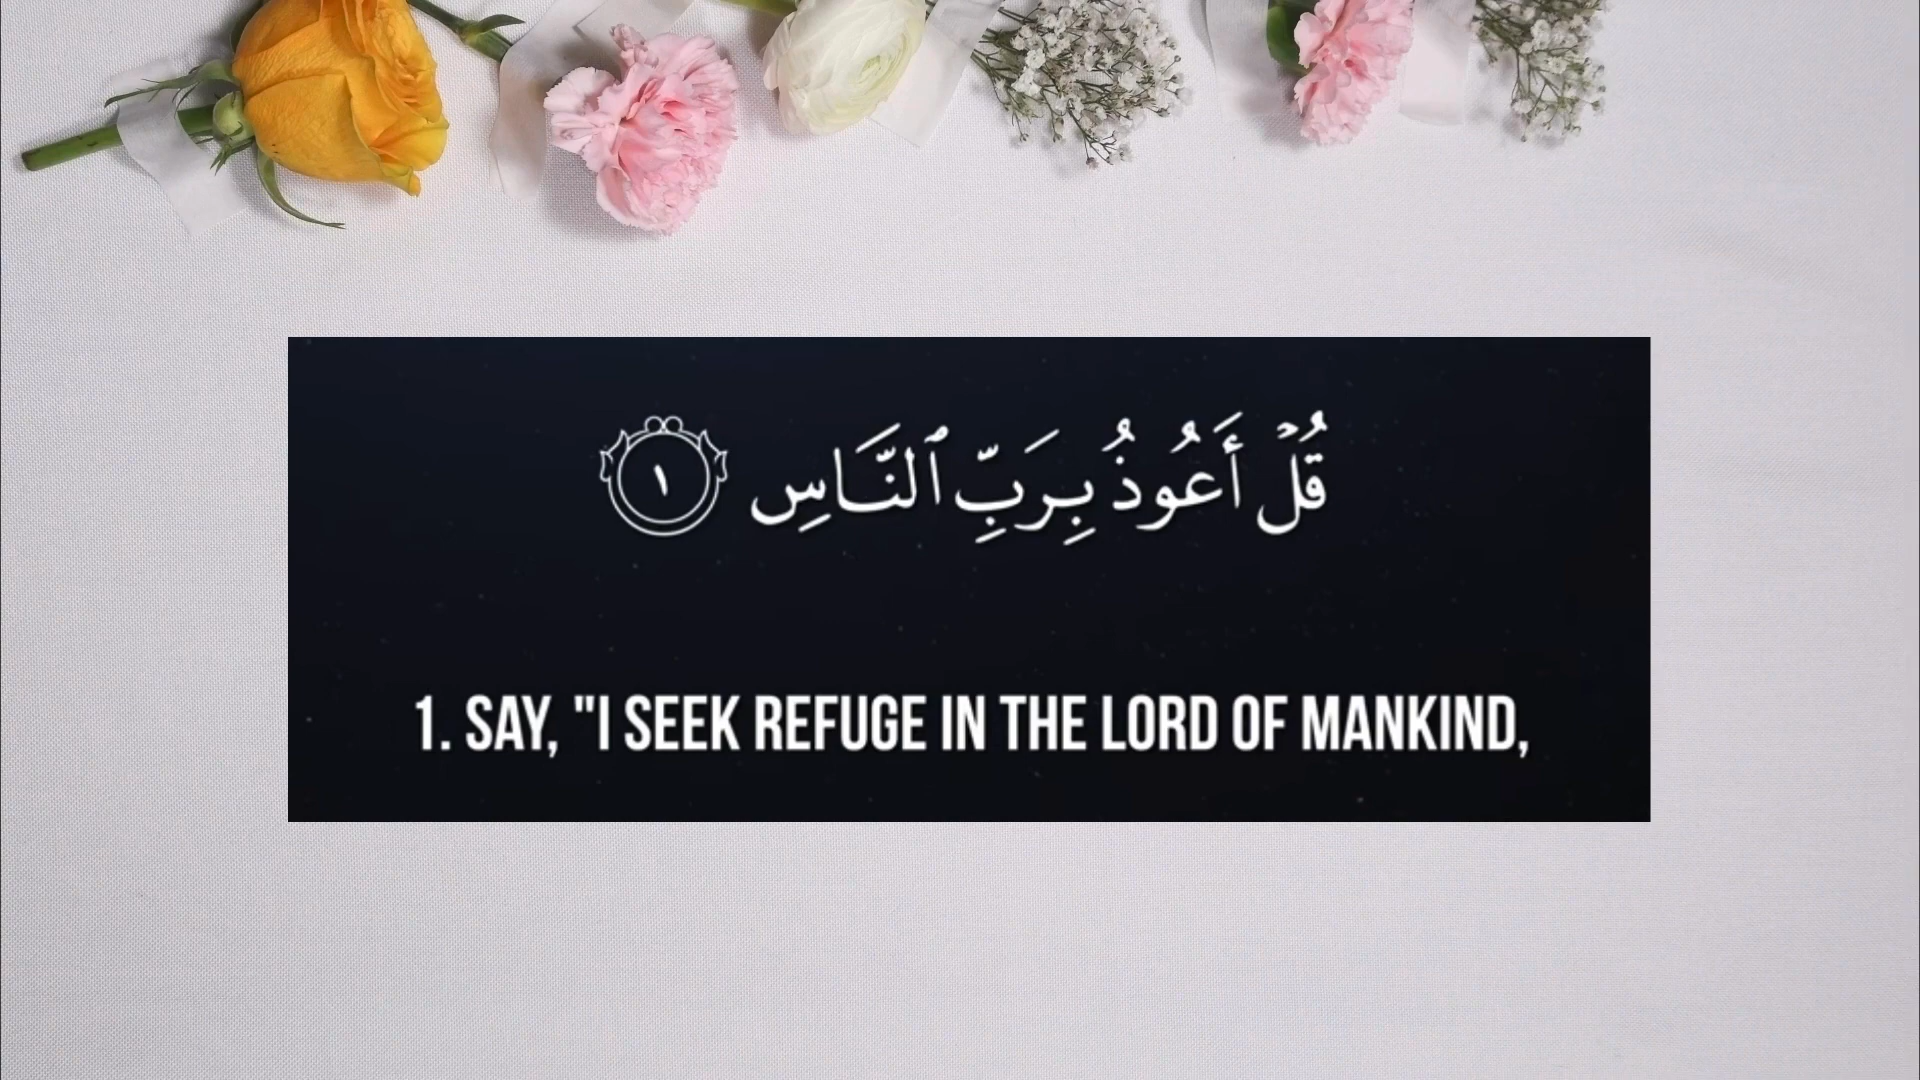 قُلۡ أَعُوذُ بِرَبِّ ٱلنَّاسِ ١
1. SAY, "I SEEK REFUGE IN THE LORD OF MANKIND,